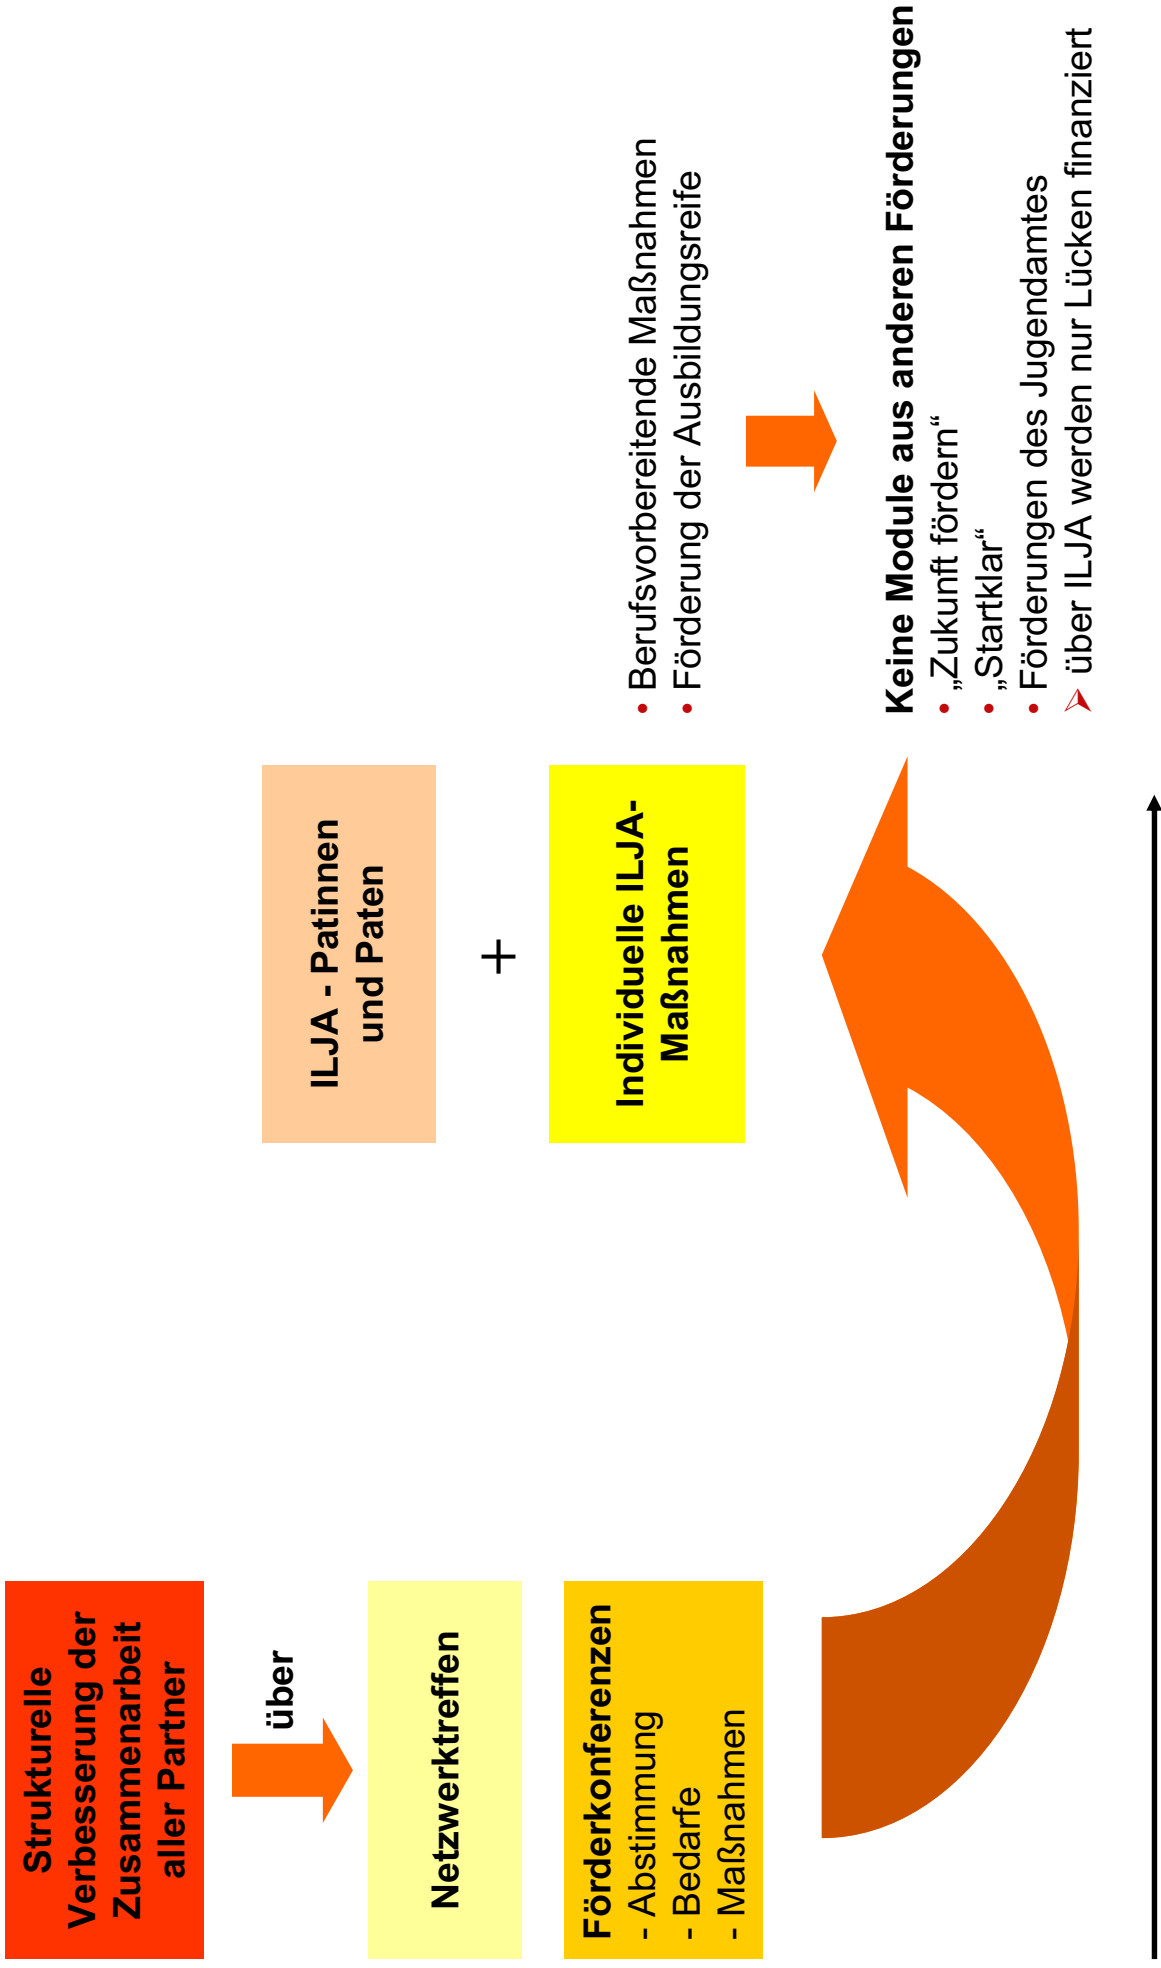 Strukturelle
Verbesserung der
Zusammenarbeit
aller Partner
über
Netzwerktreffen
Förderkonferenzen
- Abstimmung
- Bedarfe
- Maßnahmen
ILJA - Patinnen
und Paten
+
Individuelle ILJA-
Maßnahmen
• Berufsvorbereitende Maßnahmen
• Förderung der Ausbildungsreife
Keine Module aus anderen Förderungen
• „Zukunft fördern“
• „Startklar“
• Förderungen des Jugendamtes
➢ über ILJA werden nur Lücken finanziert